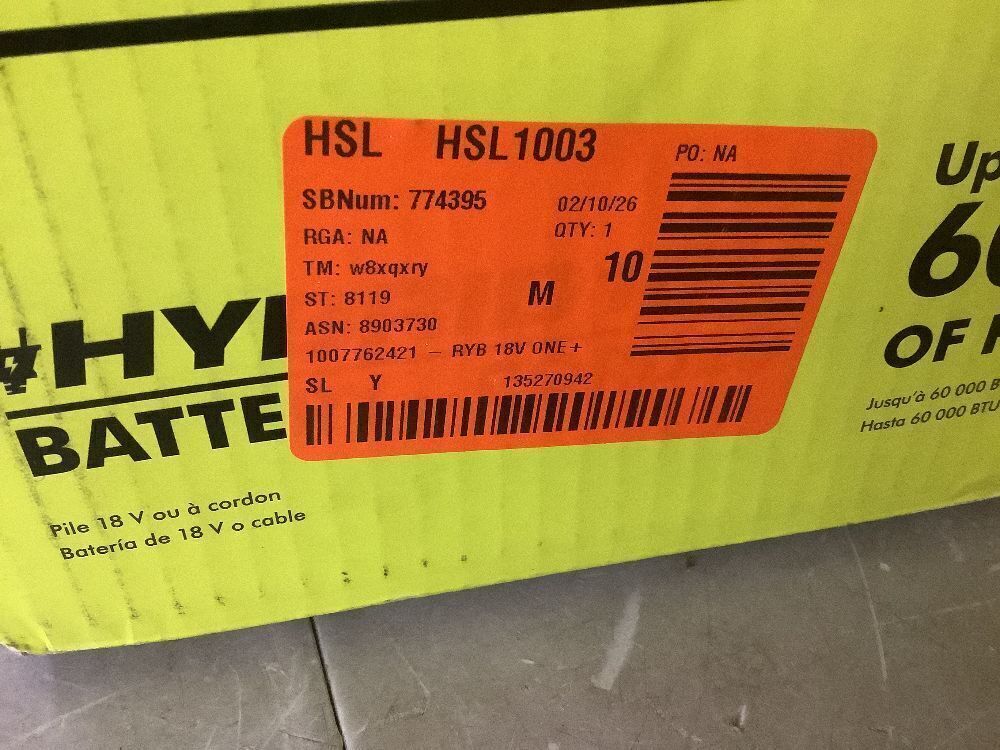 HSL HSL1003
PO: NA
SBNum: 774395 02/10/26
RGA: NA QTY: 1
TM: w8xqxry 10
ST: 8119 M
ASN: 8903730
1007762421 – RYB 18V ONE+
SL Y 135270942
#HY
BATTE
Pile 18 V ou à cordon
Batería de 18 V o cable
Up
60
OF
Jusqu'à 60 000 B
Hasta 60 000 BTU